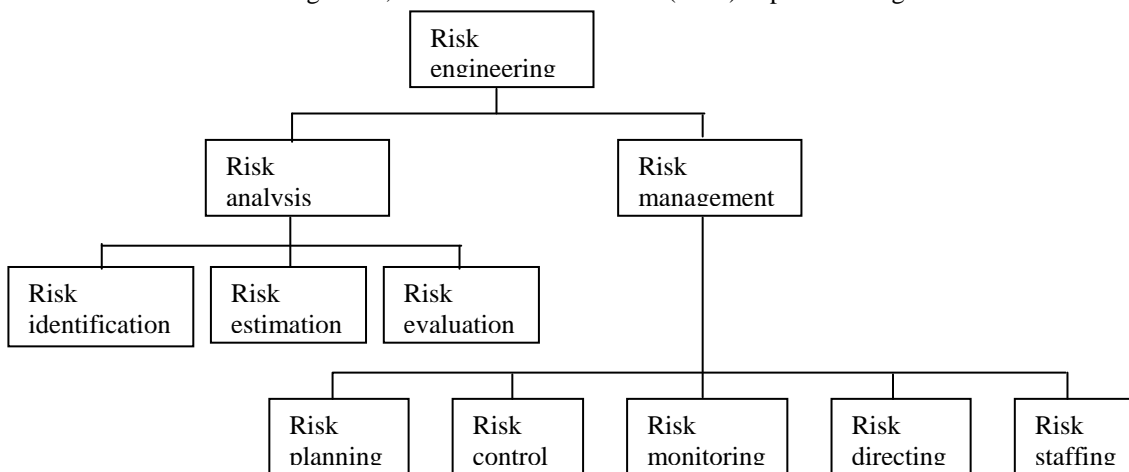 Risk
engineering
Risk
analysis
Risk
management
Risk
identification
Risk
estimation
Risk
evaluation
Risk
planning
Risk
control
Risk
monitoring
Risk
directing
Risk
staffing